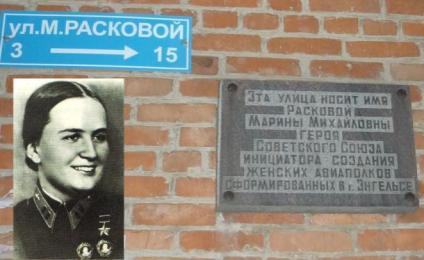 ул.М.РАСКОВОЙ
3 15
Эта улица носит имя
Расковой
Марины Михайловны
героя
Советского Союза
инициатора создания
женских авиаполков
сформированных в г. Энгельсе